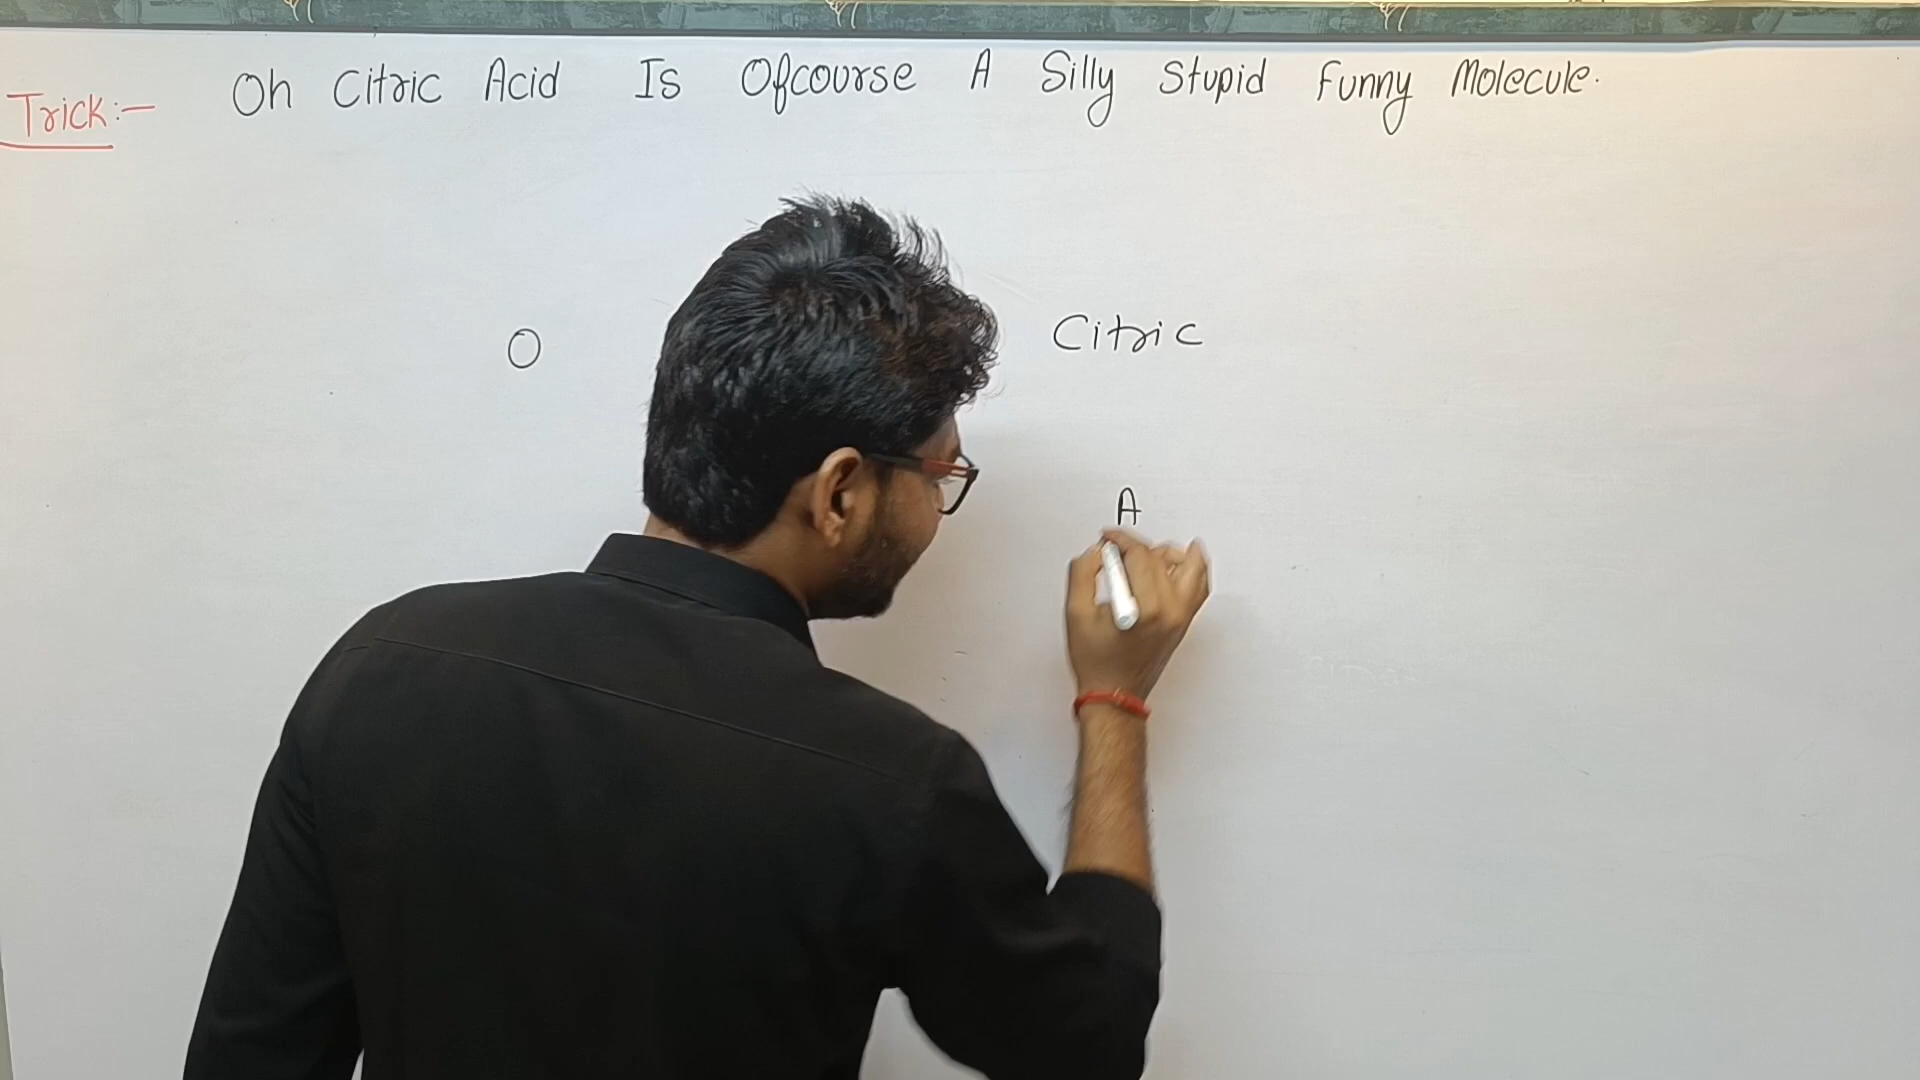 Trick:- Oh Citric Acid Is Ofcourse A Silly Stupid Funny Molecule.
O Citric
A